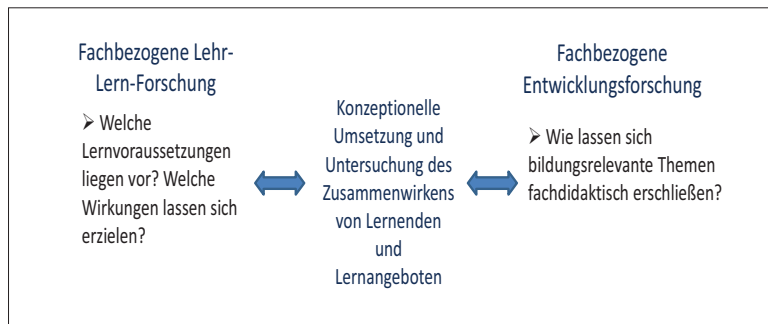 Fachbezogene Lehr-
Lern-Forschung
➢ Welche
Lernvoraussetzungen
liegen vor? Welche
Wirkungen lassen sich
erzielen?
Konzeptionelle
Umsetzung und
Untersuchung des
Zusammenwirkens
von Lernenden
und
Lernangeboten
Fachbezogene
Entwicklungsforschung
➢ Wie lassen sich
bildungsrelevante Themen
fachdidaktisch erschließen?